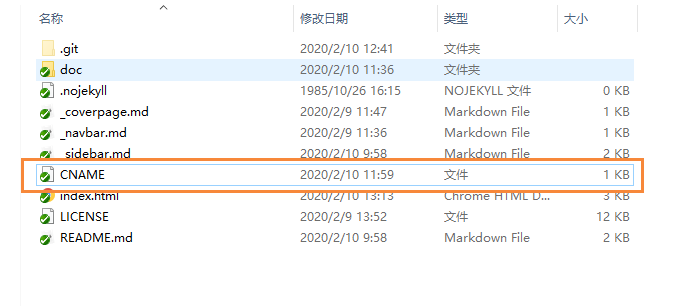 名称 修改日期 类型 大小
.git 2020/2/10 12:41 文件夹
doc 2020/2/10 11:36 文件夹
.nojekyll 1985/10/26 16:15 NOJEKYLL 文件 0 KB
_coverpage.md 2020/2/9 11:47 Markdown File 1 KB
_navbar.md 2020/2/9 11:36 Markdown File 1 KB
_sidebar.md 2020/2/10 9:58 Markdown File 2 KB
CNAME 2020/2/10 11:59 文件 1 KB
index.html 2020/2/10 13:13 Chrome HTML D... 3 KB
LICENSE 2020/2/9 13:52 文件 12 KB
README.md 2020/2/10 9:58 Markdown File 2 KB